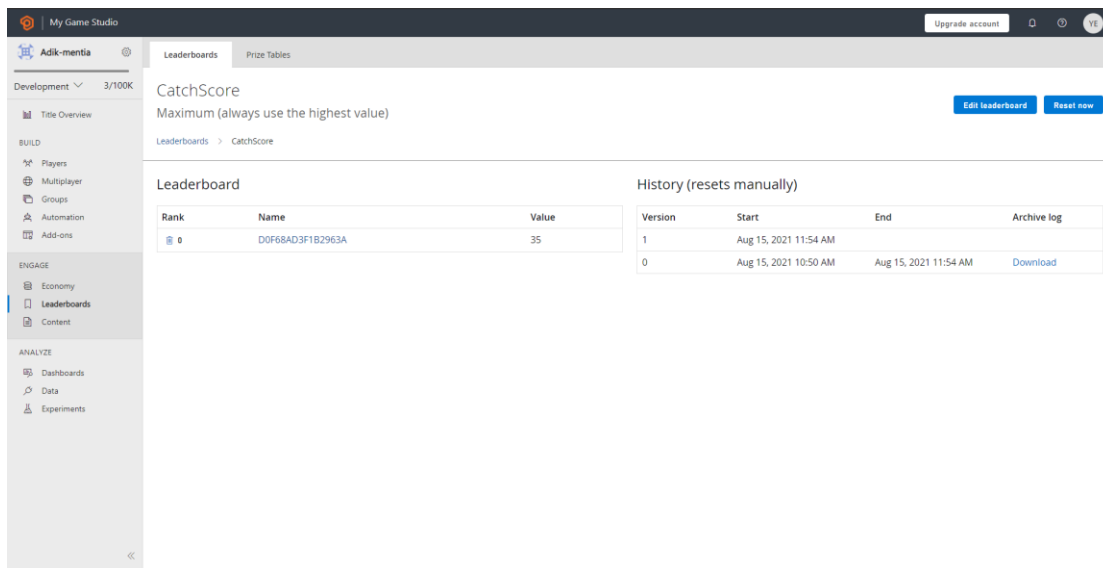 My Game Studio
Upgrade account
YE
Adik-mentia
Development
3/100K
Title Overview
BUILD
Players
Multiplayer
Groups
Automation
Add-ons
ENGAGE
Economy
Leaderboards
Content
ANALYZE
Dashboards
Data
Experiments
Leaderboards Prize Tables
CatchScore
Maximum (always use the highest value)
Edit leaderboard Reset now
Leaderboards > CatchScore
Leaderboard
Rank Name Value
0 D0F68AD3F1B2963A 35
History (resets manually)
Version Start End Archive log
1 Aug 15, 2021 11:54 AM
0 Aug 15, 2021 10:50 AM Aug 15, 2021 11:54 AM Download